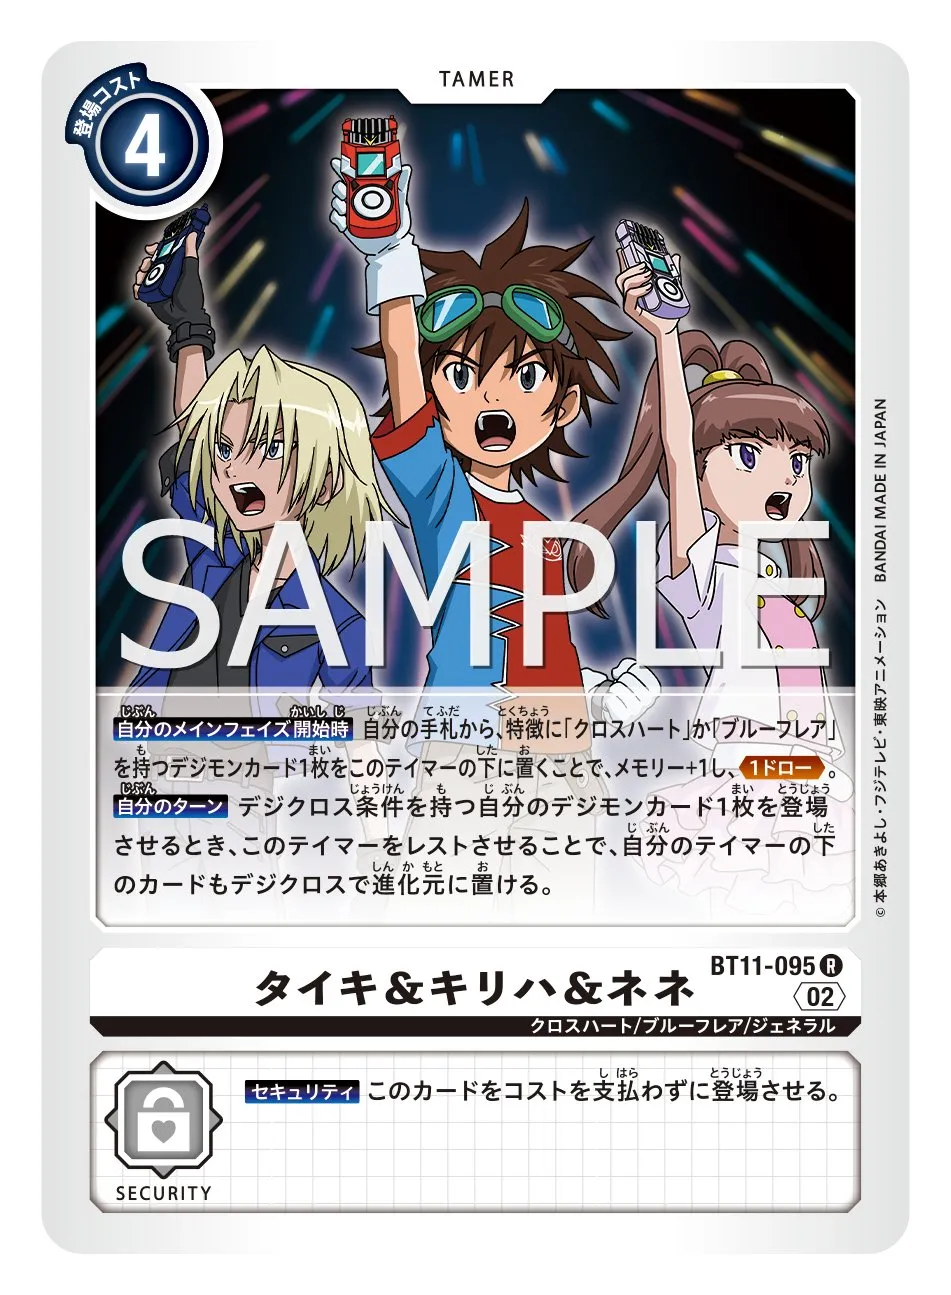 TAMER
登場コスト
4
SAMPLE
自分のメインフェイズ開始時 自分の手札から、特徴に「クロスハート」か「ブルーフレア」
を持つデジモンカード1枚をこのテイマーの下に置くことで、メモリー+1し、1ドロー。
自分のターン デジクロス条件を持つ自分のデジモンカード1枚を登場
させるとき、このテイマーをレストさせることで、自分のテイマーの下
のカードもデジクロスで進化元に置ける。
©本郷あきよし・フジテレビ・東映アニメーション BANDAI MADE IN JAPAN
BT11-095 R
タイキ&キリハ&ネネ
02
クロスハート/ブルーフレア/ジェネラル
セキュリティ このカードをコストを支払わずに登場させる。
SECURITY